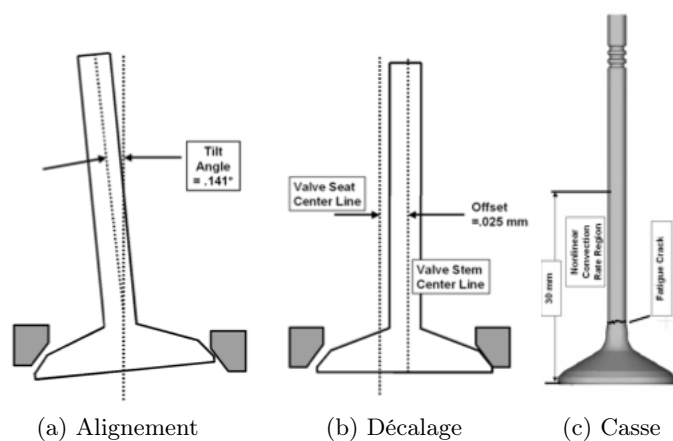 Tilt
Angle
= .141°
(a) Alignement
Valve Seat
Center Line
Offset
=.025 mm
Valve Stem
Center Line
(b) Décalage
30 mm
Nonlinear
Convection
Rate Region
Fatigue Crack
(c) Casse